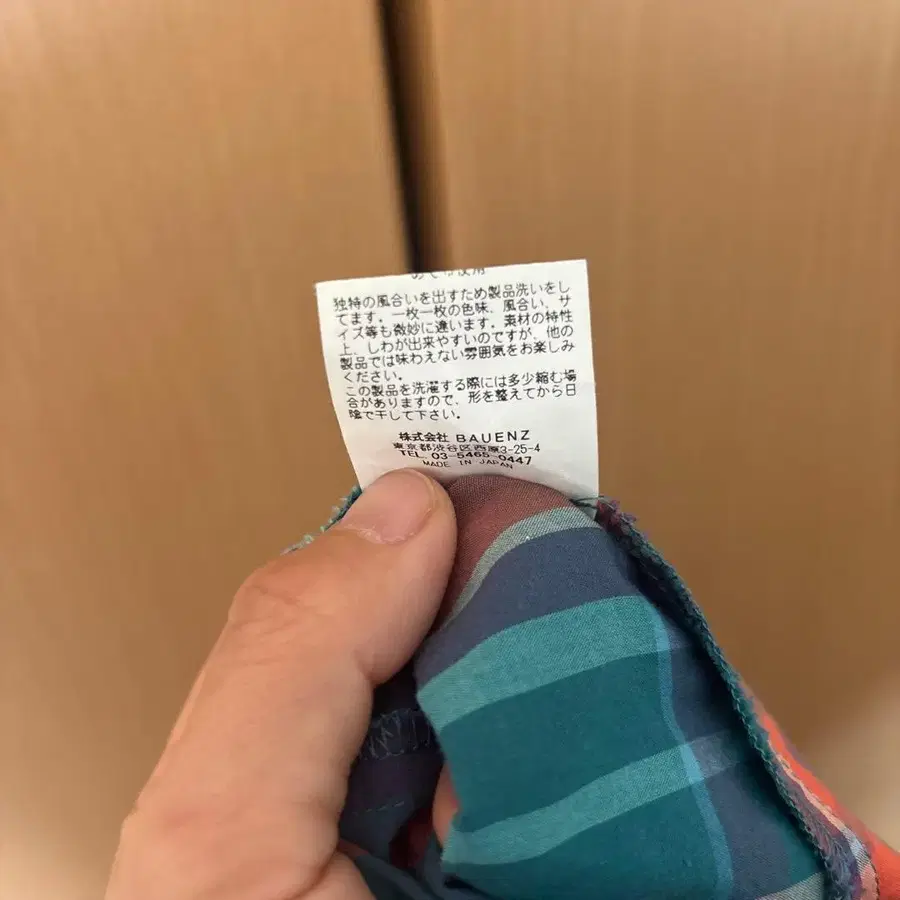 独特の風合いを出すため製品洗いをし
てます。一枚一枚の色味、風合い、サ
イズ等も微妙に違います。素材の特性
上、しわが出来やすいのですが、他の
製品では味わえない雰囲気をお楽しみ
ください。
この製品を洗濯する際には多少縮む場
合がありますので、形を整えてから日
陰で干して下さい。
株式会社 BAUENZ
東京都渋谷区西原3-25-4
TEL. 03-5465-0447
MADE IN JAPAN